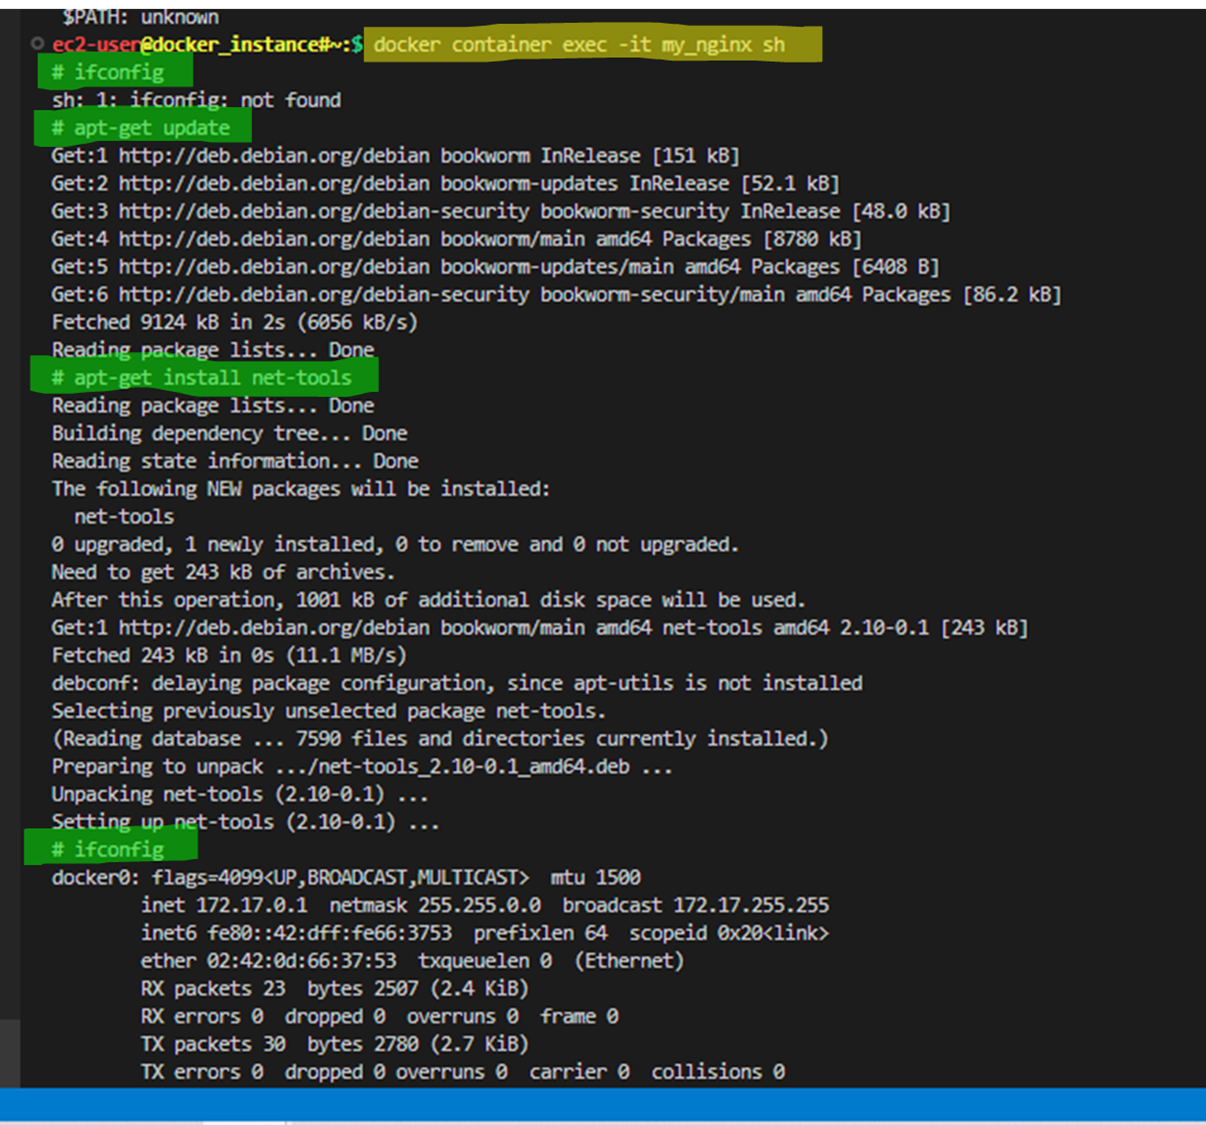 $PATH: unknown
ec2-user@docker_instance#~:$ docker container exec -it my_nginx sh
# ifconfig
sh: 1: ifconfig: not found
# apt-get update
Get:1 http://deb.debian.org/debian bookworm InRelease [151 kB]
Get:2 http://deb.debian.org/debian bookworm-updates InRelease [52.1 kB]
Get:3 http://deb.debian.org/debian-security bookworm-security InRelease [48.0 kB]
Get:4 http://deb.debian.org/debian bookworm/main amd64 Packages [8780 kB]
Get:5 http://deb.debian.org/debian bookworm-updates/main amd64 Packages [6408 B]
Get:6 http://deb.debian.org/debian-security bookworm-security/main amd64 Packages [86.2 kB]
Fetched 9124 kB in 2s (6056 kB/s)
Reading package lists... Done
# apt-get install net-tools
Reading package lists... Done
Building dependency tree... Done
Reading state information... Done
The following NEW packages will be installed:
  net-tools
0 upgraded, 1 newly installed, 0 to remove and 0 not upgraded.
Need to get 243 kB of archives.
After this operation, 1001 kB of additional disk space will be used.
Get:1 http://deb.debian.org/debian bookworm/main amd64 net-tools amd64 2.10-0.1 [243 kB]
Fetched 243 kB in 0s (11.1 MB/s)
debconf: delaying package configuration, since apt-utils is not installed
Selecting previously unselected package net-tools.
(Reading database ... 7590 files and directories currently installed.)
Preparing to unpack .../net-tools_2.10-0.1_amd64.deb ...
Unpacking net-tools (2.10-0.1) ...
Setting up net-tools (2.10-0.1) ...
# ifconfig
docker0: flags=4099<UP,BROADCAST,MULTICAST>  mtu 1500
        inet 172.17.0.1  netmask 255.255.0.0  broadcast 172.17.255.255
        inet6 fe80::42:dff:fe66:3753  prefixlen 64  scopeid 0x20<link>
        ether 02:42:0d:66:37:53  txqueuelen 0  (Ethernet)
        RX packets 23  bytes 2507 (2.4 KiB)
        RX errors 0  dropped 0  overruns 0  frame 0
        TX packets 30  bytes 2780 (2.7 KiB)
        TX errors 0  dropped 0 overruns 0  carrier 0  collisions 0